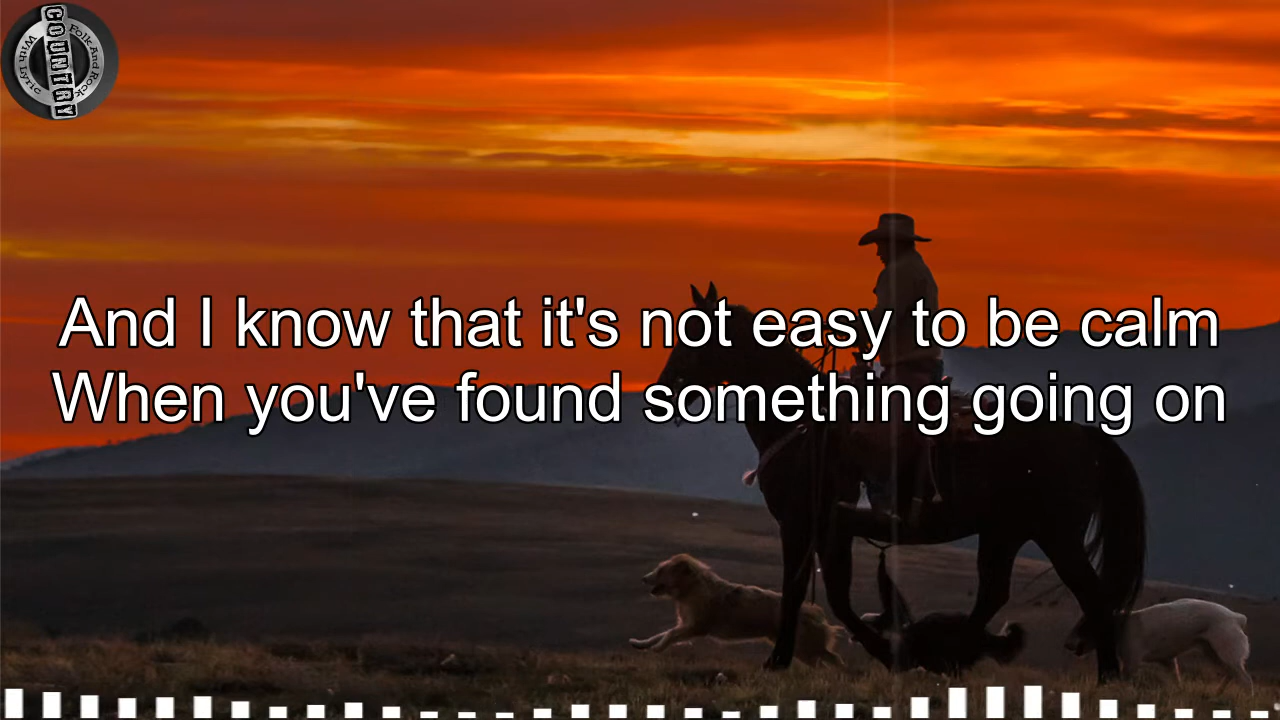 COUNTRY
Folk And Rock
With Lyric
And I know that it's not easy to be calm
When you've found something going on